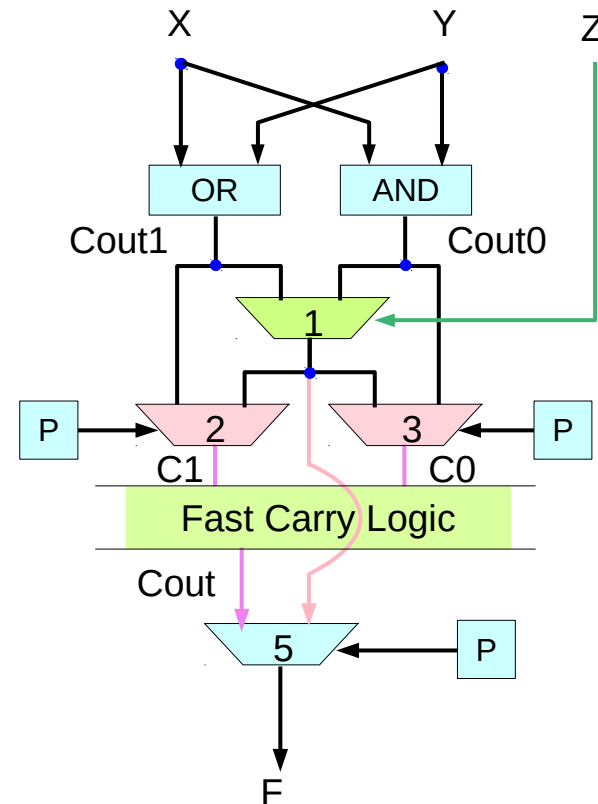 X Y Z
OR AND
Cout1 Cout0
1
P 2 3 P
C1 C0
Fast Carry Logic
Cout
5 P
F